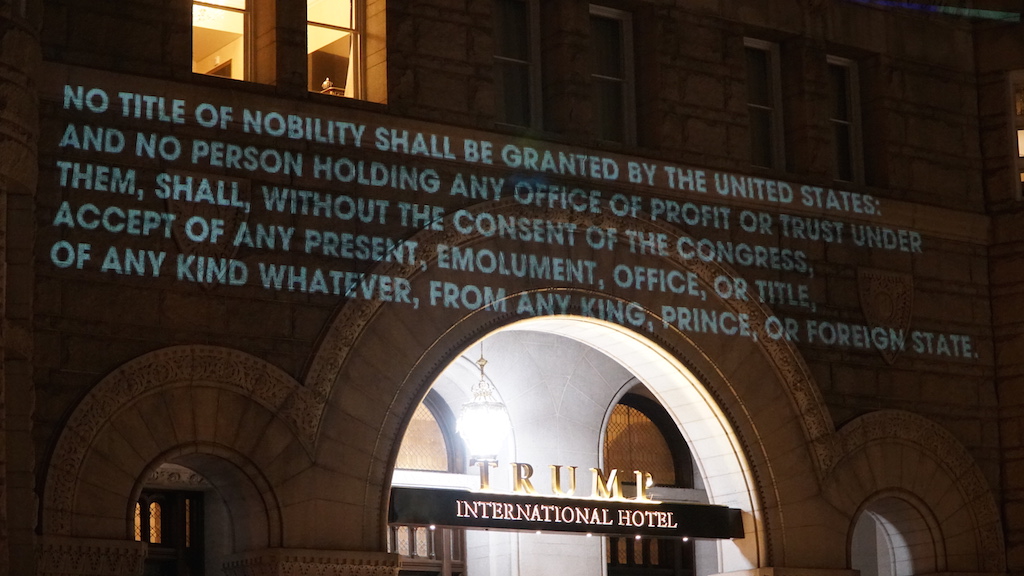 NO TITLE OF NOBILITY SHALL BE GRANTED BY THE UNITED STATES:
AND NO PERSON HOLDING ANY OFFICE OF PROFIT OR TRUST UNDER
THEM, SHALL, WITHOUT THE CONSENT OF THE CONGRESS,
ACCEPT OF ANY PRESENT, EMOLUMENT, OFFICE, OR TITLE,
OF ANY KIND WHATEVER, FROM ANY KING, PRINCE, OR FOREIGN STATE.
TRUMP
INTERNATIONAL HOTEL